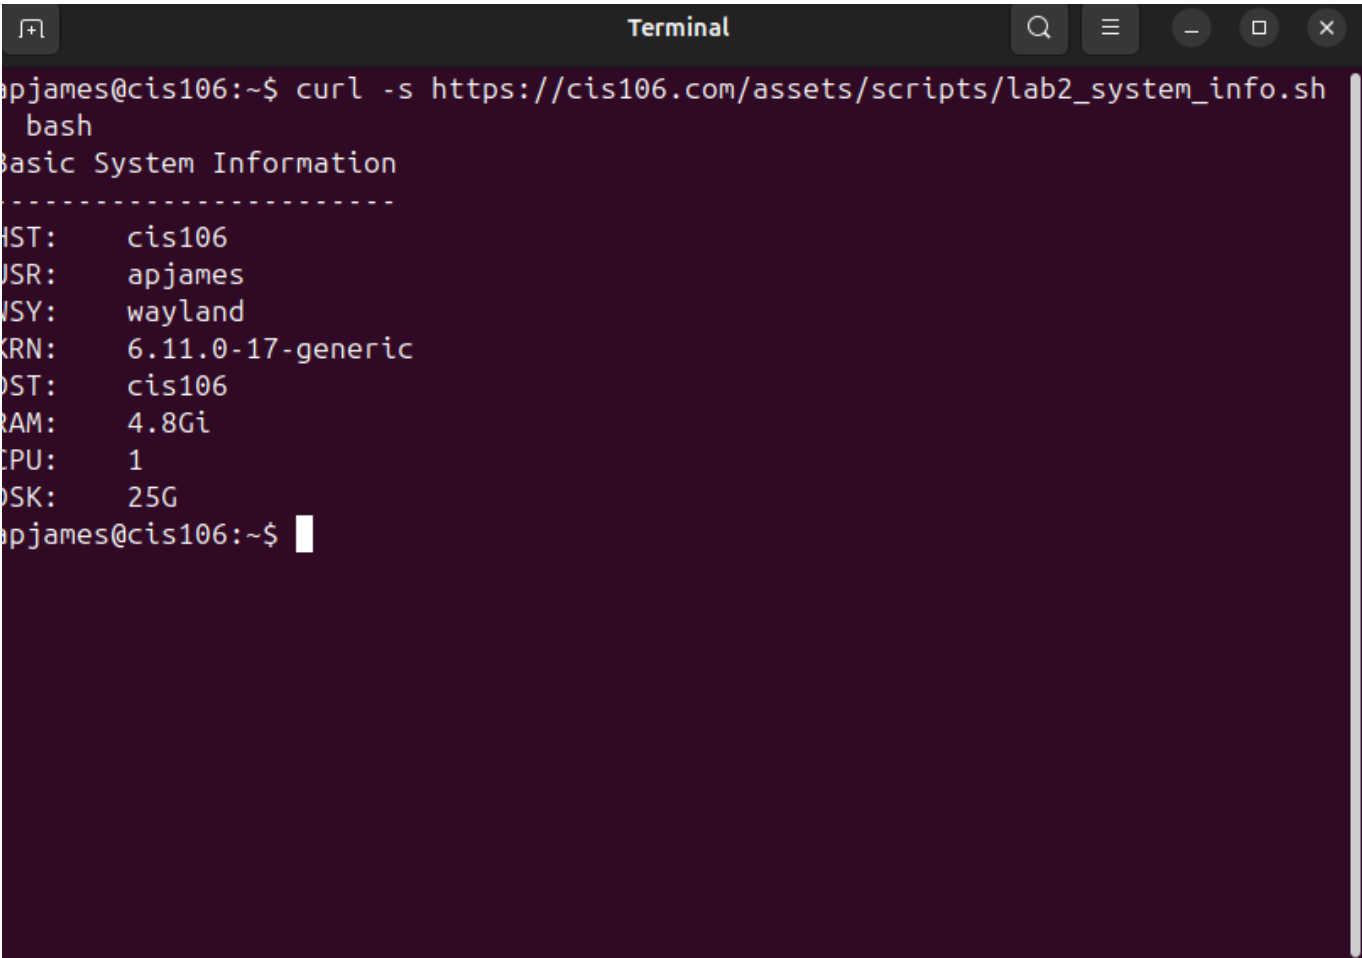 Terminal
apjames@cis106:~$ curl -s https://cis106.com/assets/scripts/lab2_system_info.sh
bash
Basic System Information
------------------------
HST: cis106
USR: apjames
WSY: wayland
KRN: 6.11.0-17-generic
DST: cis106
RAM: 4.8Gi
CPU: 1
DSK: 25G
apjames@cis106:~$